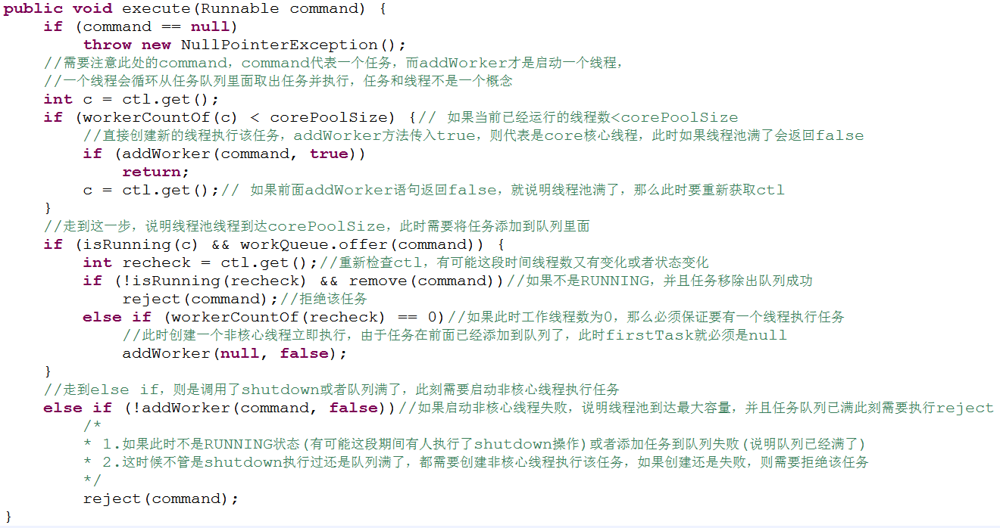 public void execute(Runnable command) {
    if (command == null)
        throw new NullPointerException();
    //需要注意此处的command，command代表一个任务，而addWorker才是启动一个线程，
    //一个线程会循环从任务队列里面取出任务并执行，任务和线程不是一个概念
    int c = ctl.get();
    if (workerCountOf(c) < corePoolSize) {// 如果当前已经运行的线程数<corePoolSize
        //直接创建新的线程执行该任务，addWorker方法传入true，则代表是core核心线程，此时如果线程池满了会返回false
        if (addWorker(command, true))
            return;
        c = ctl.get();// 如果前面addWorker语句返回false，就说明线程池满了，那么此时要重新获取ctl
    }
    //走到这一步，说明线程池线程到达corePoolSize，此时需要将任务添加到队列里面
    if (isRunning(c) && workQueue.offer(command)) {
        int recheck = ctl.get();//重新检查ctl，有可能这段时间线程数又有变化或者状态变化
        if (!isRunning(recheck) && remove(command))//如果不是RUNNING，并且任务移除出队列成功
            reject(command);//拒绝该任务
        else if (workerCountOf(recheck) == 0)//如果此时工作线程数为0，那么必须保证要有一个线程执行任务
            //此时创建一个非核心线程立即执行，由于任务在前面已经添加到队列了，此时firstTask就必须是null
            addWorker(null, false);
    }
    //走到else if，则是调用了shutdown或者队列满了，此刻需要启动非核心线程执行任务
    else if (!addWorker(command, false))//如果启动非核心线程失败，说明线程池到达最大容量，并且任务队列已满此刻需要执行reject
        /*
        * 1.如果此时不是RUNNING状态(有可能这段期间有人执行了shutdown操作)或者添加任务到队列失败(说明队列已经满了)
        * 2.这时候不管是shutdown执行过还是队列满了，都需要创建非核心线程执行该任务，如果创建还是失败，则需要拒绝该任务
        */
        reject(command);
}